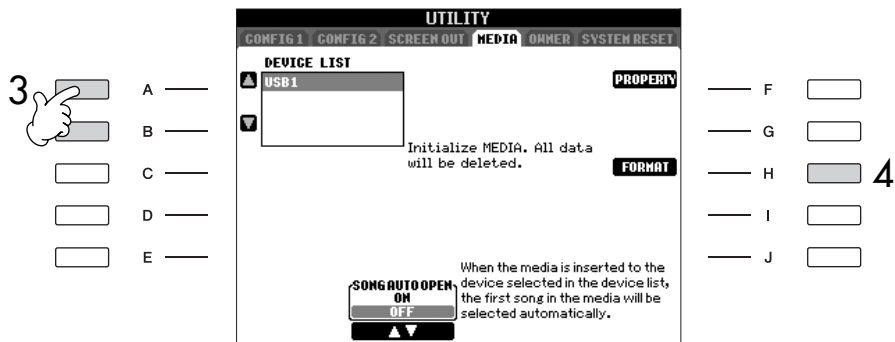 UTILITY
CONFIG 1 CONFIG 2 SCREEN OUT MEDIA OWNER SYSTEM RESET
DEVICE LIST
USB1
PROPERTY
Initialize MEDIA. All data
will be deleted.
FORMAT
When the media is inserted to the
device selected in the device list,
the first song in the media will be
selected automatically.
SONG AUTO OPEN
ON
OFF
3
A
B
C
D
E
F
G
H
I
J
4